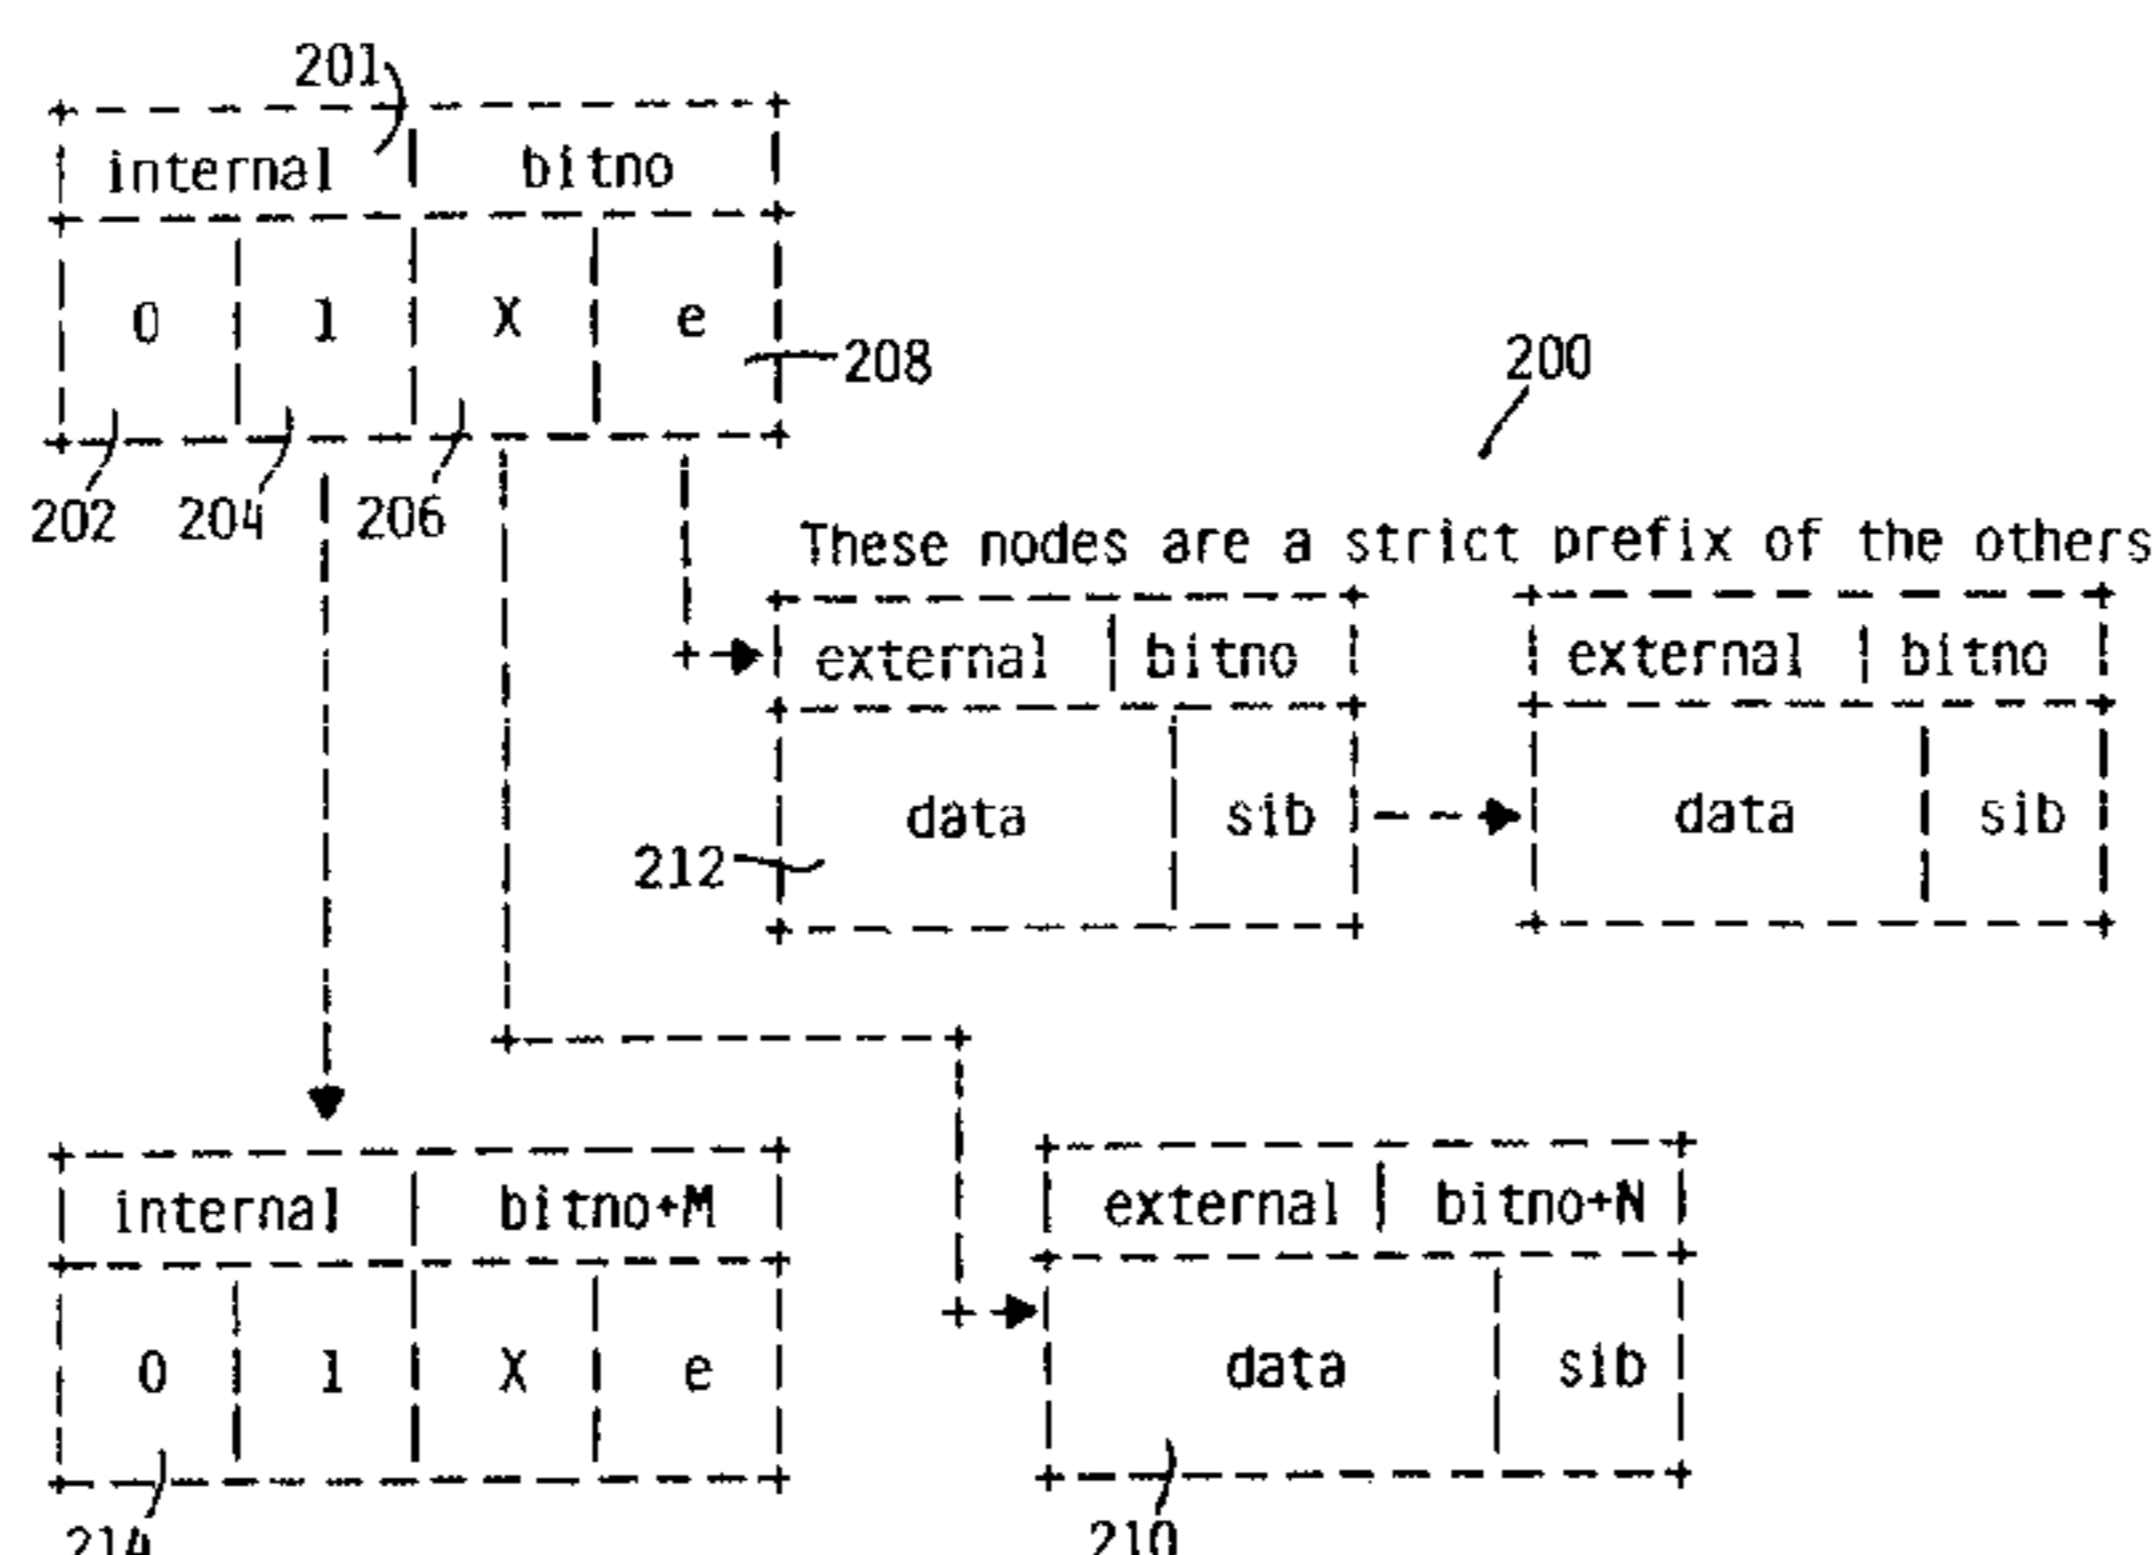 201
internal bitno
0 1 X e
208
200
202 204 206
These nodes are a strict prefix of the others
external bitno external bitno
data sib data sib
212
internal bitno+M external bitno+N
0 1 X e data sib
214 210